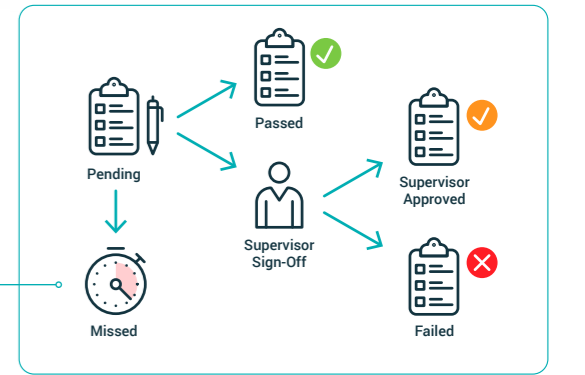 Passed
Pending
Supervisor
Approved
Supervisor
Sign-Off
Missed
Failed